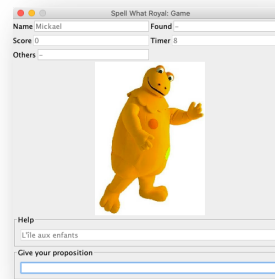 Spell What Royal: Game
Name Mickael Found –
Score 0 Timer 8
Others –
Help
L'île aux enfants
Give your proposition